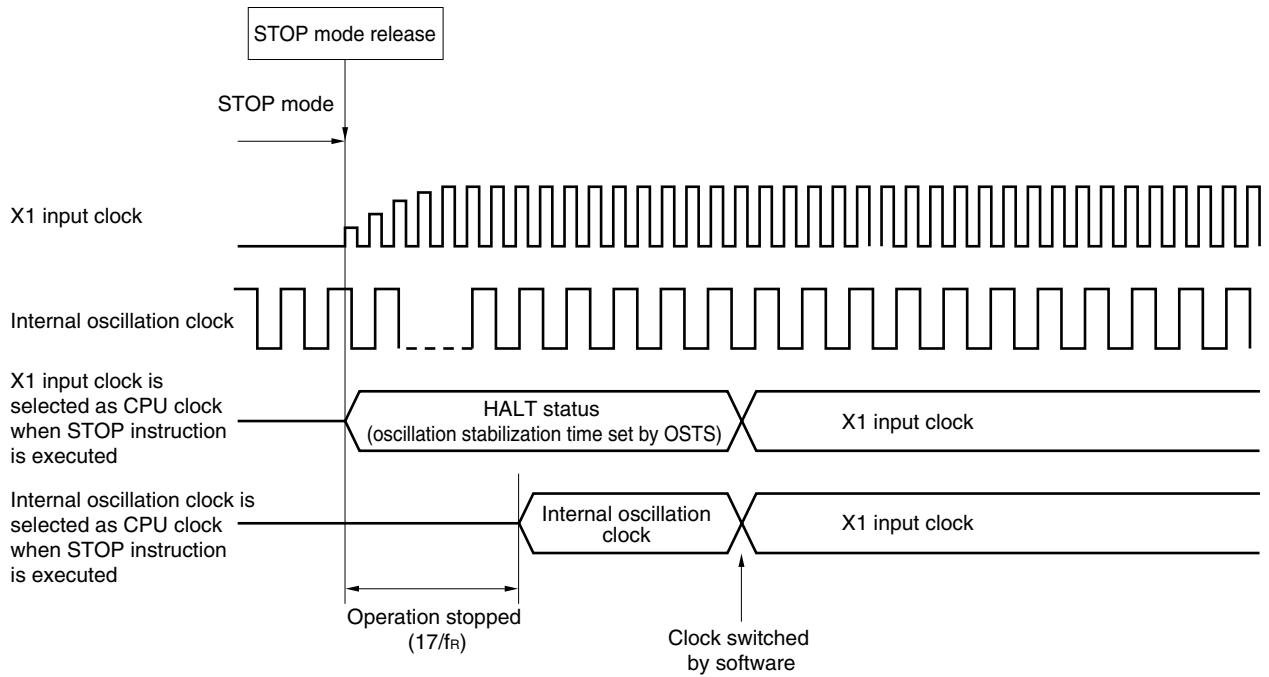 STOP mode release
STOP mode
X1 input clock
Internal oscillation clock
X1 input clock is
selected as CPU clock
when STOP instruction
is executed
HALT status
(oscillation stabilization time set by OSTS)
X1 input clock
Internal oscillation clock is
selected as CPU clock
when STOP instruction
is executed
Internal oscillation
clock
X1 input clock
Operation stopped
(17/fR)
Clock switched
by software